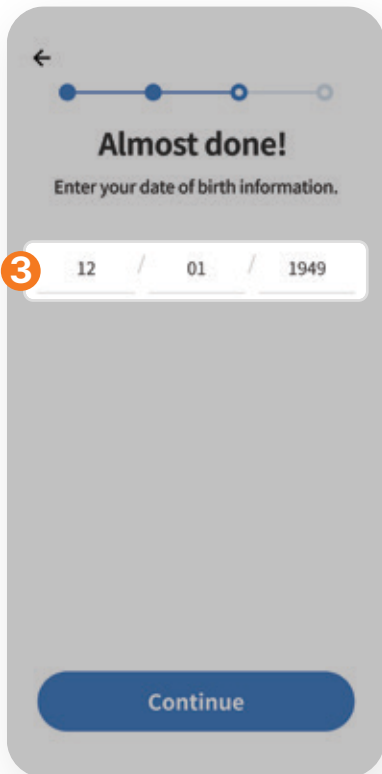 Almost done!
Enter your date of birth information.
3
12 / 01 / 1949
Continue